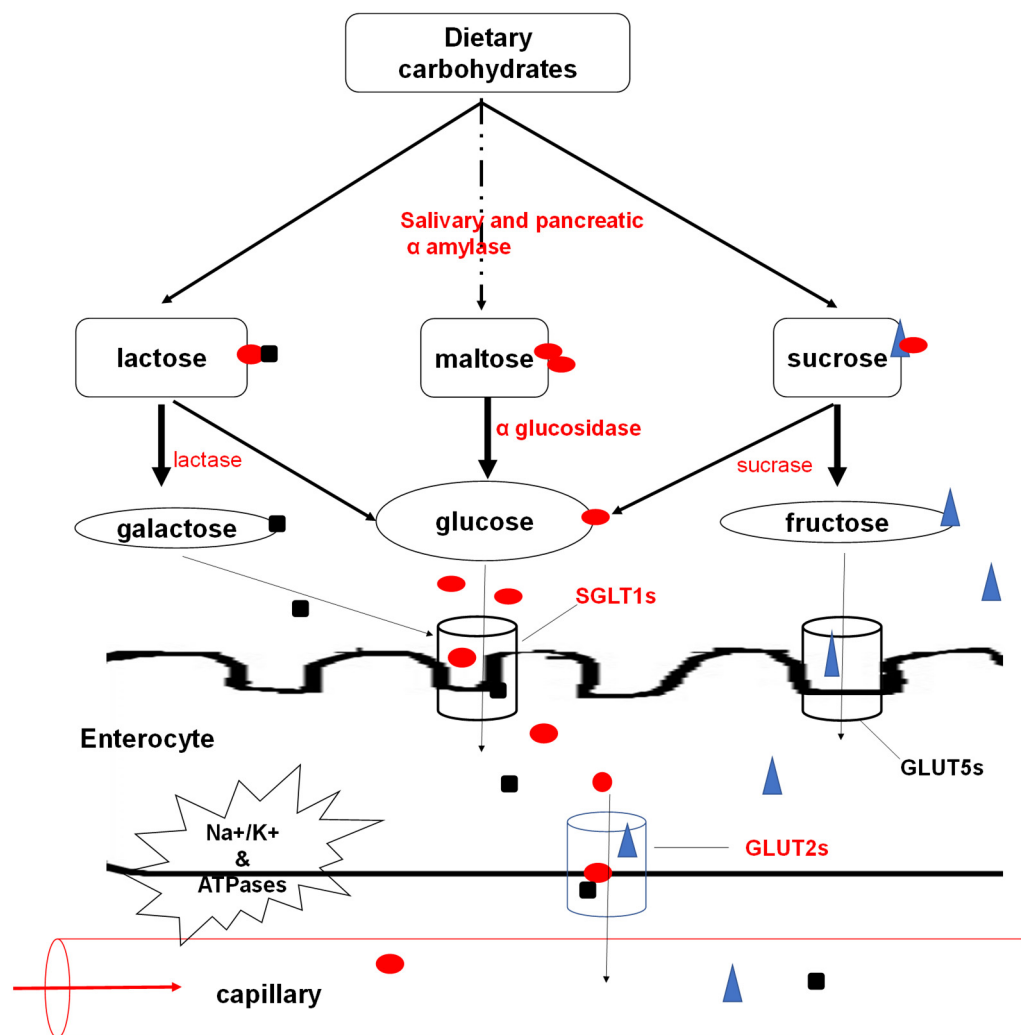 Dietary
carbohydrates
Salivary and pancreatic
α amylase
lactose
maltose
sucrose
α glucosidase
lactase
sucrase
galactose
glucose
fructose
SGLT1s
Enterocyte
GLUT5s
Na+/K+
&
ATPases
GLUT2s
capillary